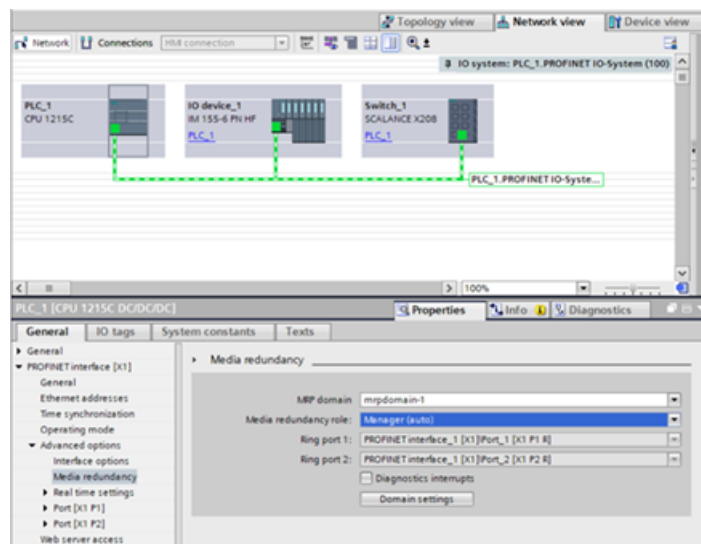 Topology view Network view Device view
Network Connections HMI connection
IO system: PLC_1.PROFINET IO-System (100)
PLC_1
CPU 1215C
IO device_1
IM 155-6 PN HF
PLC_1
Switch_1
SCALANCE X208
PLC_1
PLC_1.PROFINET IO-Syste...
100%
PLC_1 [CPU 1215C DC/DC/DC]
Properties Info Diagnostics
General IO tags System constants Texts
General
PROFINET interface [X1]
General
Ethernet addresses
Time synchronization
Operating mode
Advanced options
Interface options
Media redundancy
Real time settings
Port [X1 P1]
Port [X1 P2]
Web server access
Media redundancy
MRP domain mrpdomain-1
Media redundancy role: Manager (auto)
Ring port 1: PROFINET interface_1 [X1]\Port_1 [X1 P1 R]
Ring port 2: PROFINET interface_1 [X1]\Port_2 [X1 P2 R]
Diagnostics interrupts
Domain settings